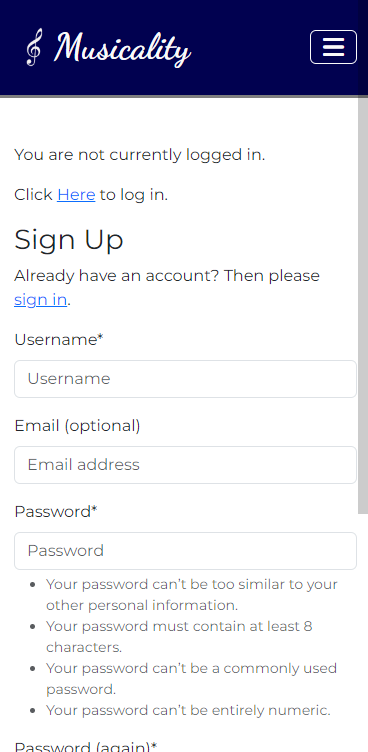 Musicality
You are not currently logged in.
Click Here to log in.
Sign Up
Already have an account? Then please
sign in.
Username*
Username
Email (optional)
Email address
Password*
Password
Your password can't be too similar to your
other personal information.
Your password must contain at least 8
characters.
Your password can't be a commonly used
password.
Your password can't be entirely numeric.
Password (again)*